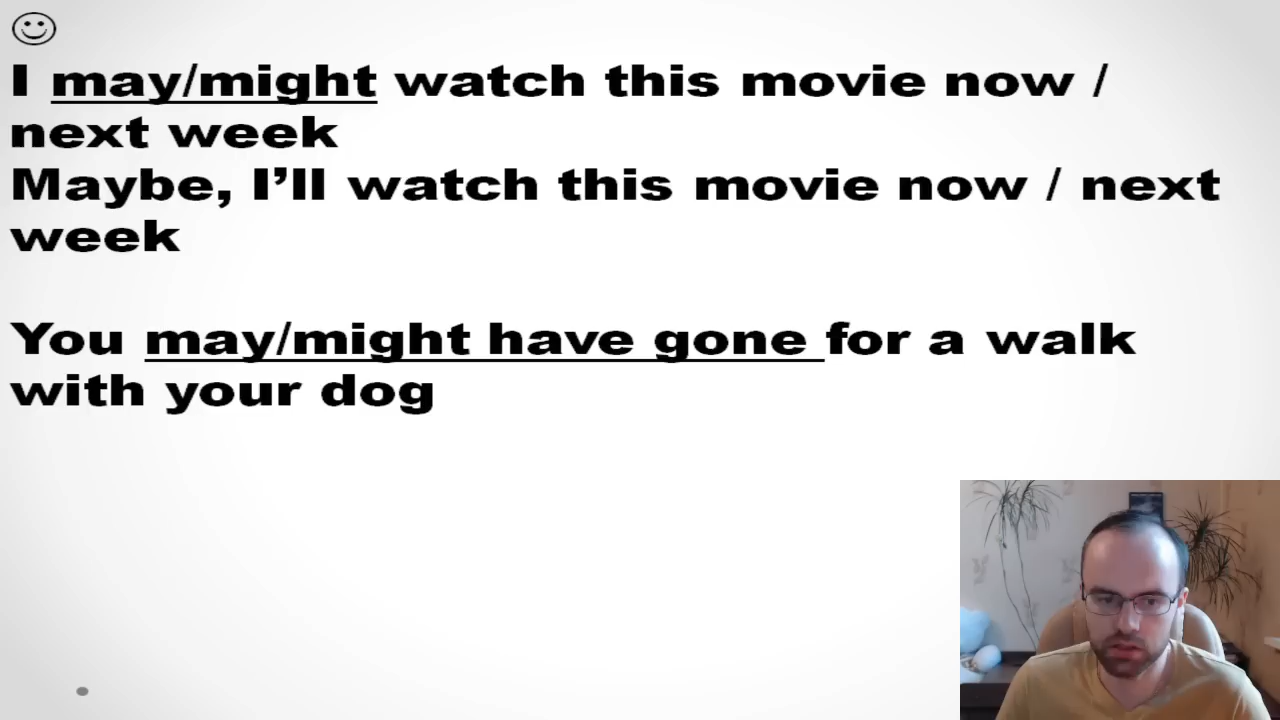 I may/might watch this movie now /
next week
Maybe, I’ll watch this movie now / next
week
You may/might have gone for a walk
with your dog